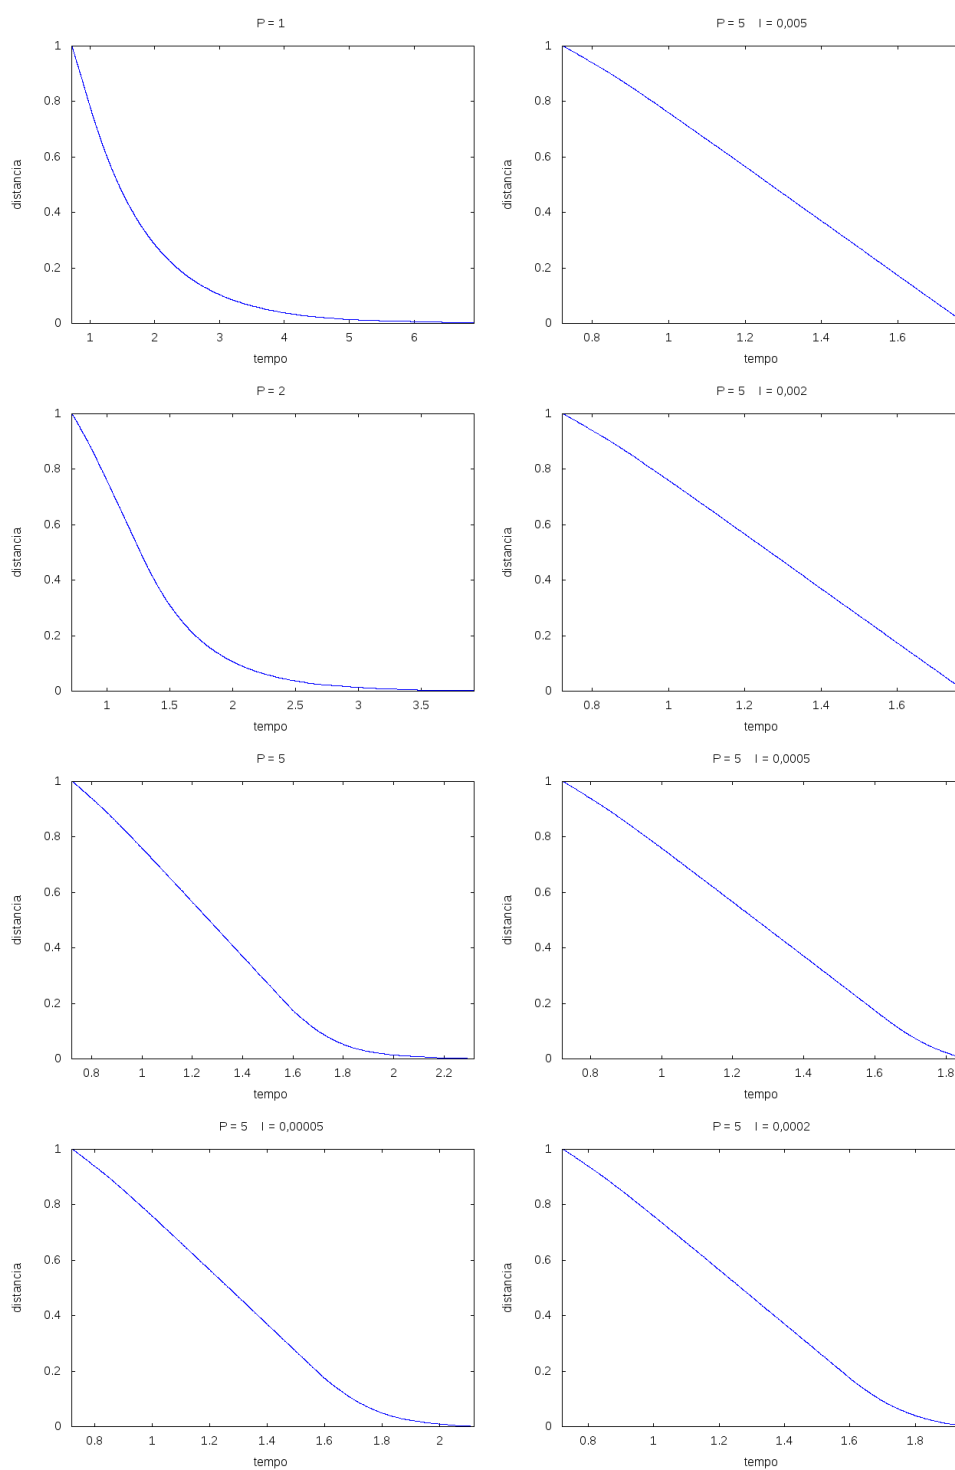 P = 1
1
0.8
0.6
0.4
0.2
0
distancia
1 2 3 4 5 6
tempo
P = 5 I = 0,005
1
0.8
0.6
0.4
0.2
0
distancia
0.8 1 1.2 1.4 1.6
tempo
P = 2
1
0.8
0.6
0.4
0.2
0
distancia
1 1.5 2 2.5 3 3.5
tempo
P = 5 I = 0,002
1
0.8
0.6
0.4
0.2
0
distancia
0.8 1 1.2 1.4 1.6
tempo
P = 5
1
0.8
0.6
0.4
0.2
0
distancia
0.8 1 1.2 1.4 1.6 1.8 2 2.2
tempo
P = 5 I = 0,0005
1
0.8
0.6
0.4
0.2
0
distancia
0.8 1 1.2 1.4 1.6 1.8
tempo
P = 5 I = 0,00005
1
0.8
0.6
0.4
0.2
0
distancia
0.8 1 1.2 1.4 1.6 1.8 2
tempo
P = 5 I = 0,0002
1
0.8
0.6
0.4
0.2
0
distancia
0.8 1 1.2 1.4 1.6 1.8
tempo